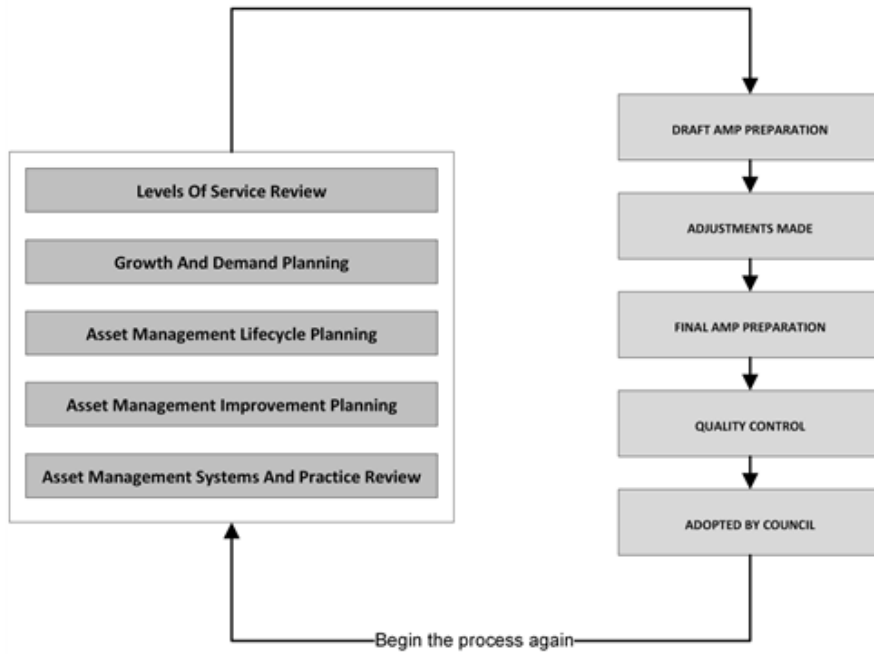 Levels Of Service Review
Growth And Demand Planning
Asset Management Lifecycle Planning
Asset Management Improvement Planning
Asset Management Systems And Practice Review
DRAFT AMP PREPARATION
ADJUSTMENTS MADE
FINAL AMP PREPARATION
QUALITY CONTROL
ADOPTED BY COUNCIL
Begin the process again